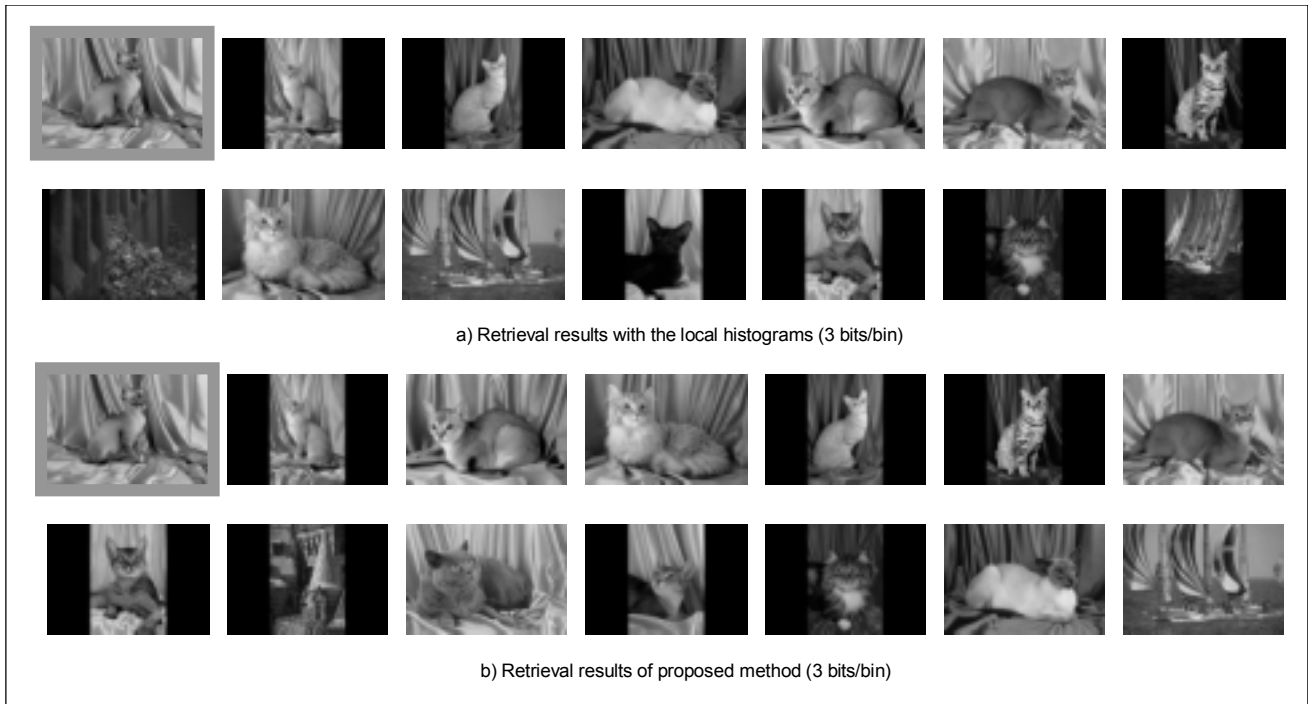 a) Retrieval results with the local histograms (3 bits/bin)
b) Retrieval results of proposed method (3 bits/bin)